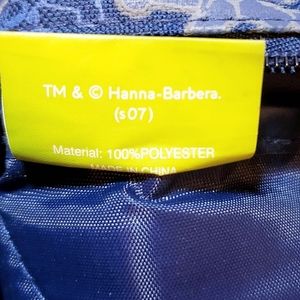 TM & © Hanna-Barbera.
(s07)
Material: 100%POLYESTER
MADE IN CHINA